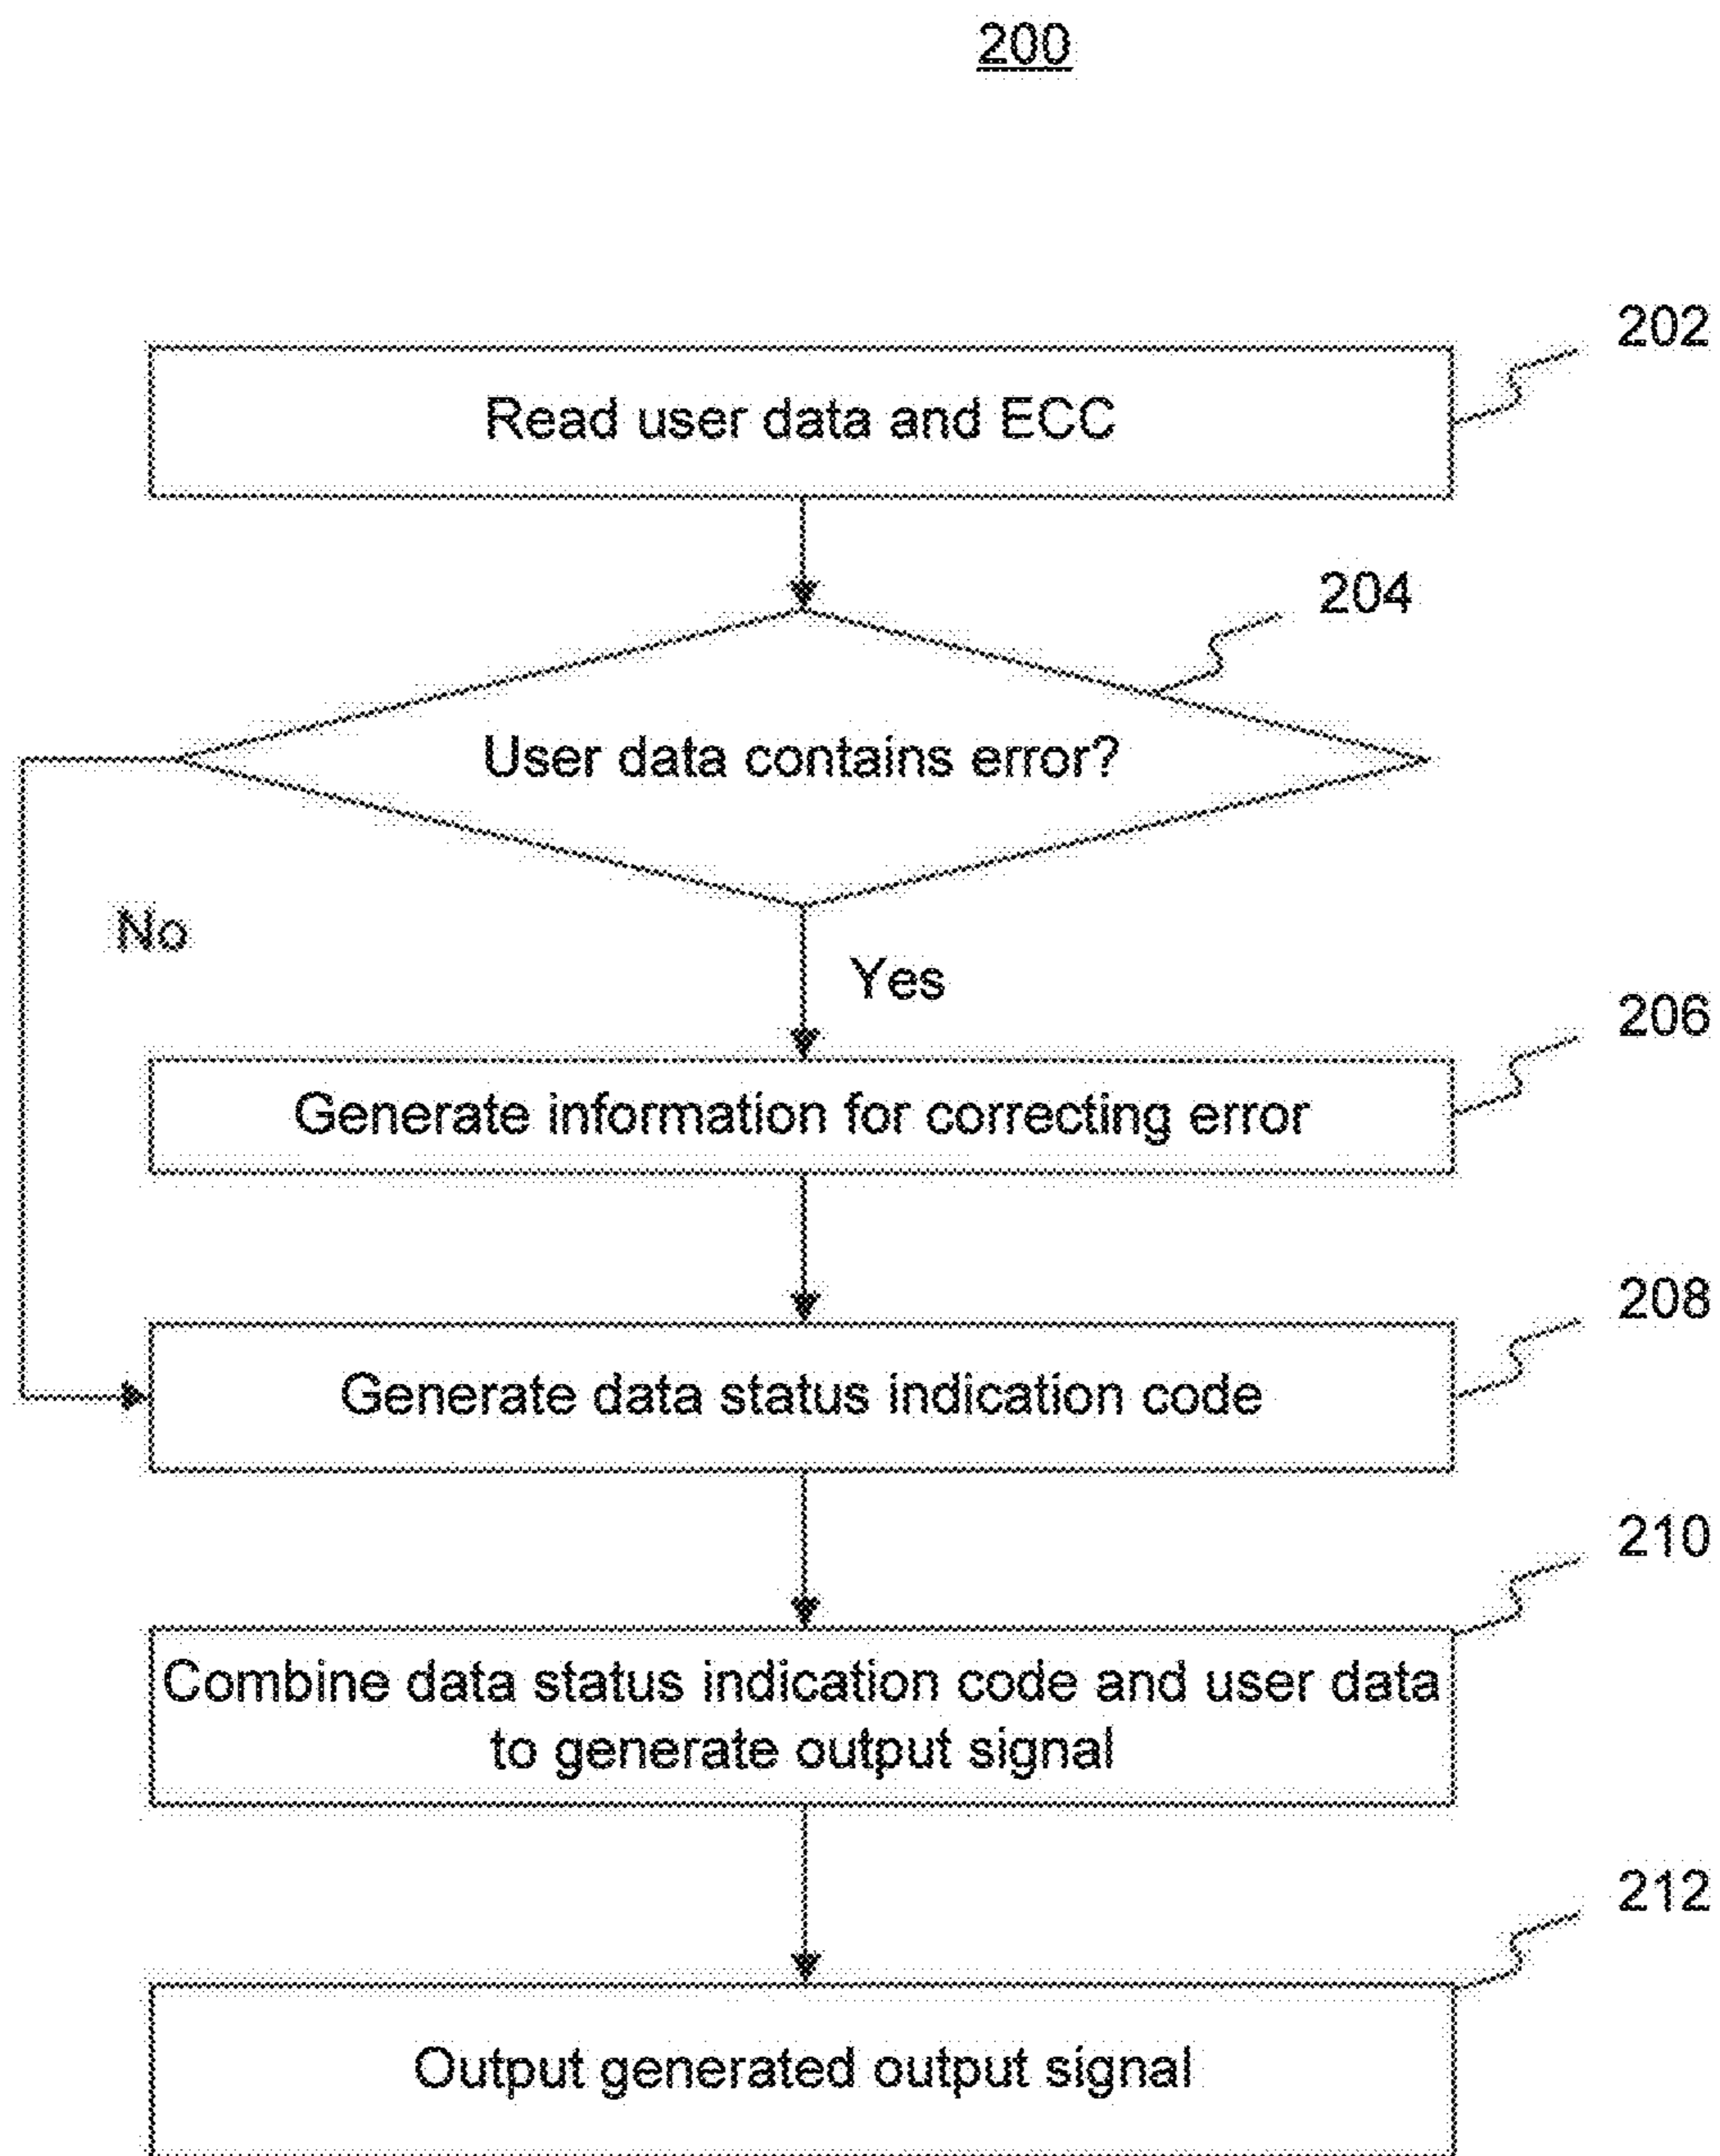 200
202
Read user data and ECC
204
User data contains error?
No
Yes
206
Generate information for correcting error
208
Generate data status indication code
210
Combine data status indication code and user data
to generate output signal
212
Output generated output signal